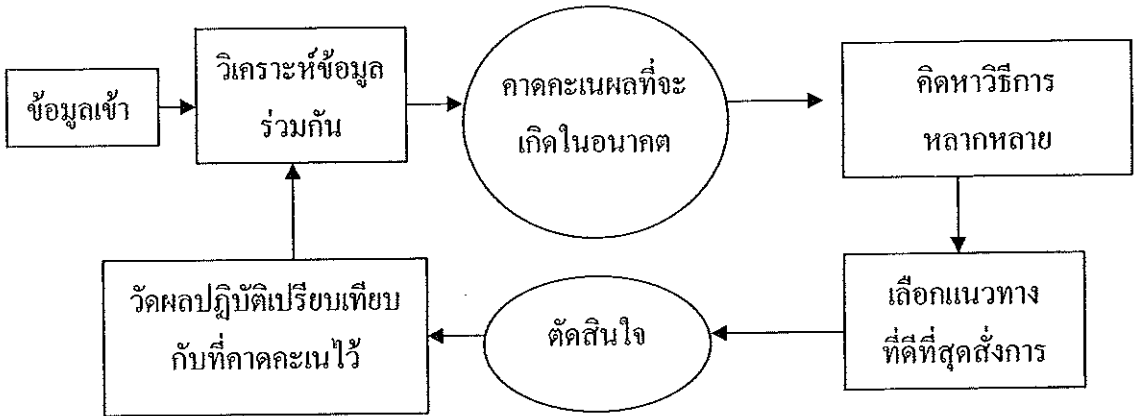 ข้อมูลเข้า
วิเคราะห์ข้อมูล
ร่วมกัน
คาดคะเนผลที่จะ
เกิดในอนาคต
คิดหาวิธีการ
หลากหลาย
เลือกแนวทาง
ที่ดีที่สุดสั่งการ
ตัดสินใจ
วัดผลปฏิบัติเปรียบเทียบ
กับที่คาดคะเนไว้